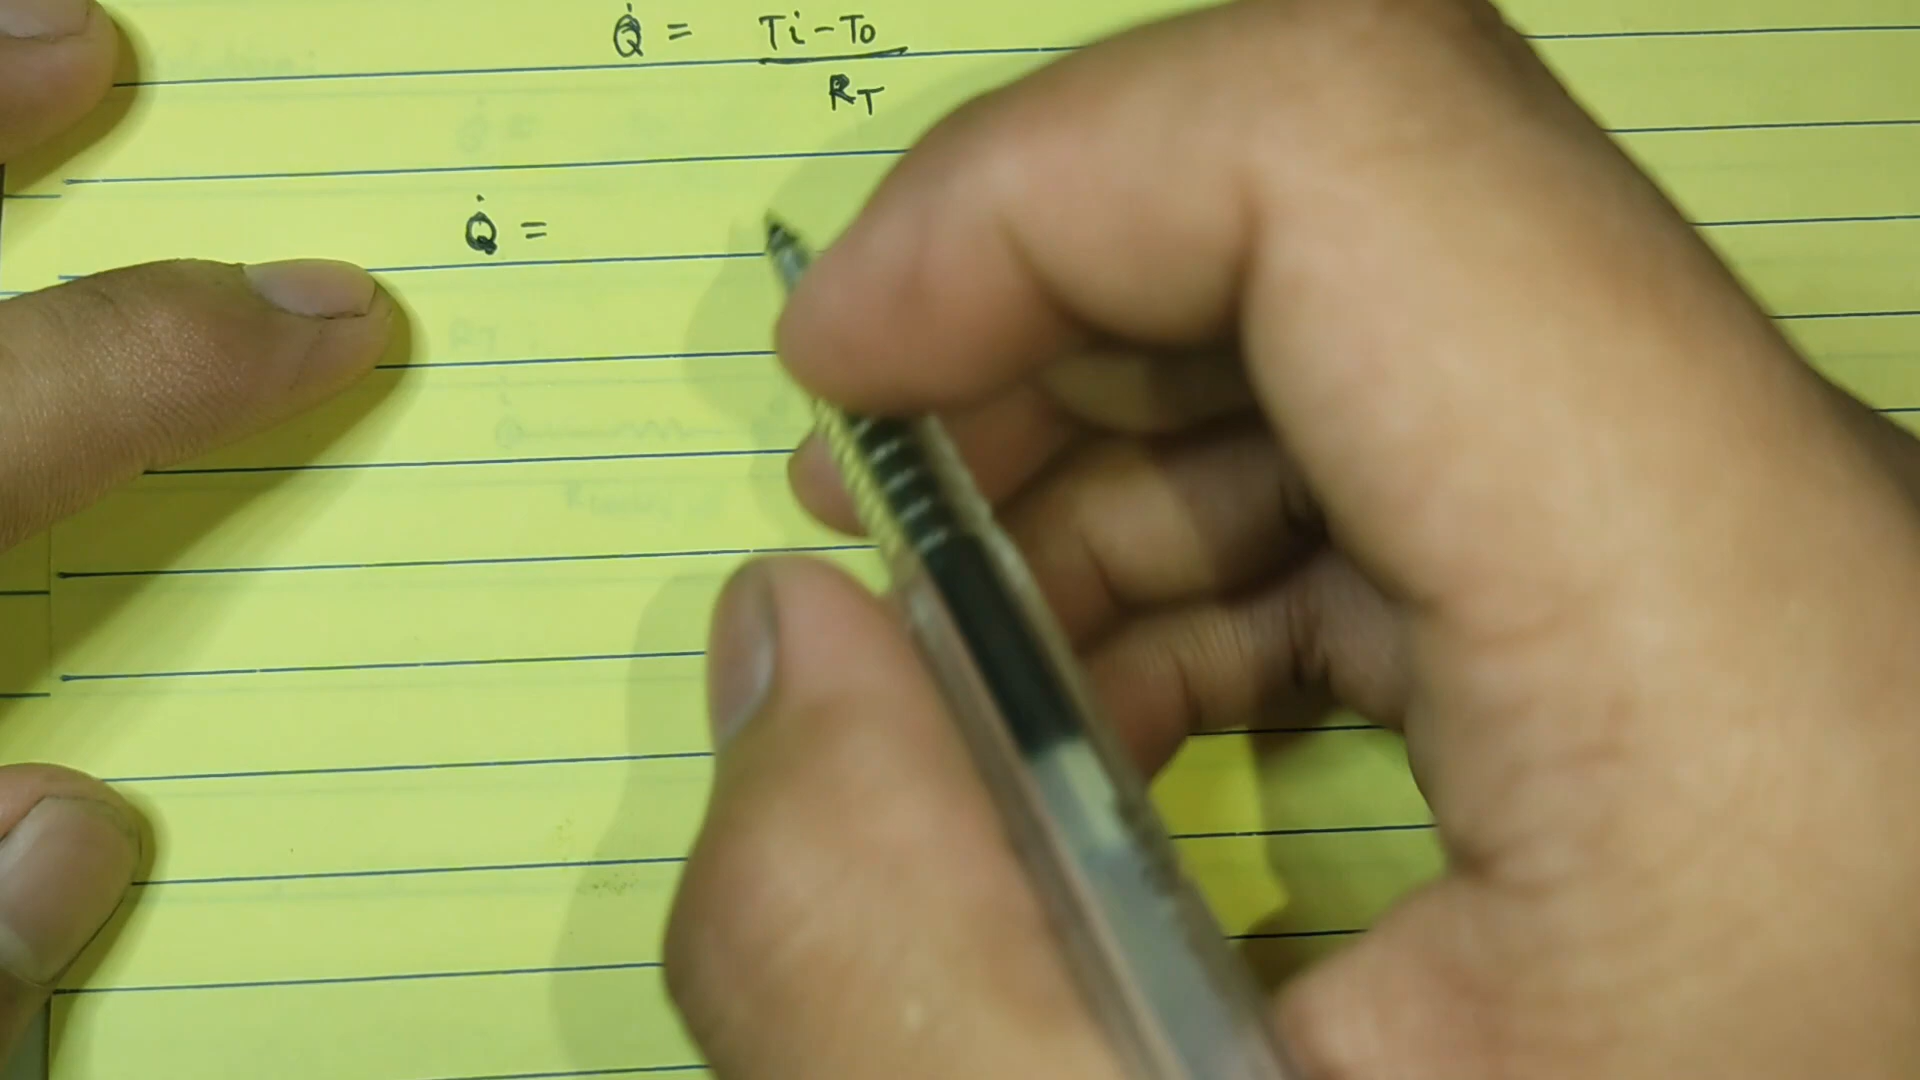 Q̇ = Ti-To
RT
Q̇ =